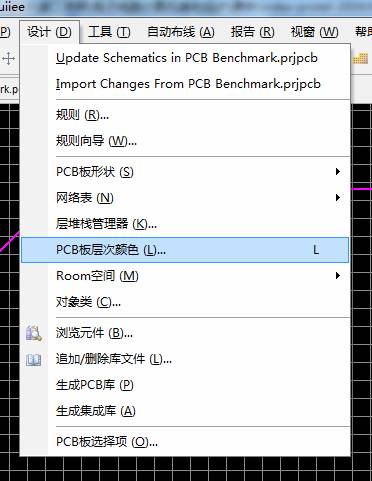 uiiee
P) 设计 (D) 工具 (T) 自动布线 (A) 报告 (R) 视窗 (W) 帮助
Update Schematics in PCB Benchmark.prjpcb
Import Changes From PCB Benchmark.prjpcb
规则 (R)...
规则向导 (W)...
PCB板形状 (S)
网络表 (N)
层堆栈管理器 (K)...
PCB板层次颜色 (L)... L
Room空间 (M)
对象类 (C)...
浏览元件 (B)...
追加/删除库文件 (L)...
生成PCB库 (P)
生成集成库 (A)
PCB板选择项 (O)...